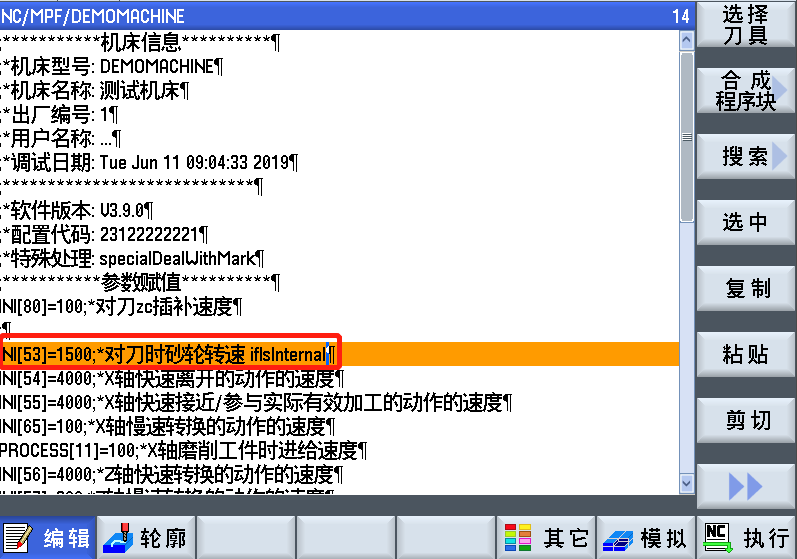 NC/MPF/DEMOMACHINE 14
;***********机床信息**********¶
;*机床型号: DEMOMACHINE¶
;*机床名称: 测试机床¶
;*出厂编号: 1¶
;*用户名称: ...¶
;*调试日期: Tue Jun 11 09:04:33 2019¶
;****************************¶
;*软件版本: V3.9.0¶
;*配置代码: 23122222221¶
;*特殊处理: specialDealWithMark¶
;***********参数赋值**********¶
INI[80]=100;*对刀zc插补速度¶
;¶
INI[53]=1500;*对刀时砂轮转速 ifIsInternal¶
INI[54]=4000;*X轴快速离开的动作的速度¶
INI[55]=4000;*X轴快速接近/参与实际有效加工的动作的速度¶
INI[65]=100;*X轴慢速转换的动作的速度¶
PROCESS[11]=100;*X轴磨削工件时进给速度¶
INI[56]=4000;*Z轴快速转换的动作的速度¶
选择
刀具
合成
程序块
搜索
选中
复制
粘贴
剪切
编辑
轮廓
其它
模拟
NC
执行